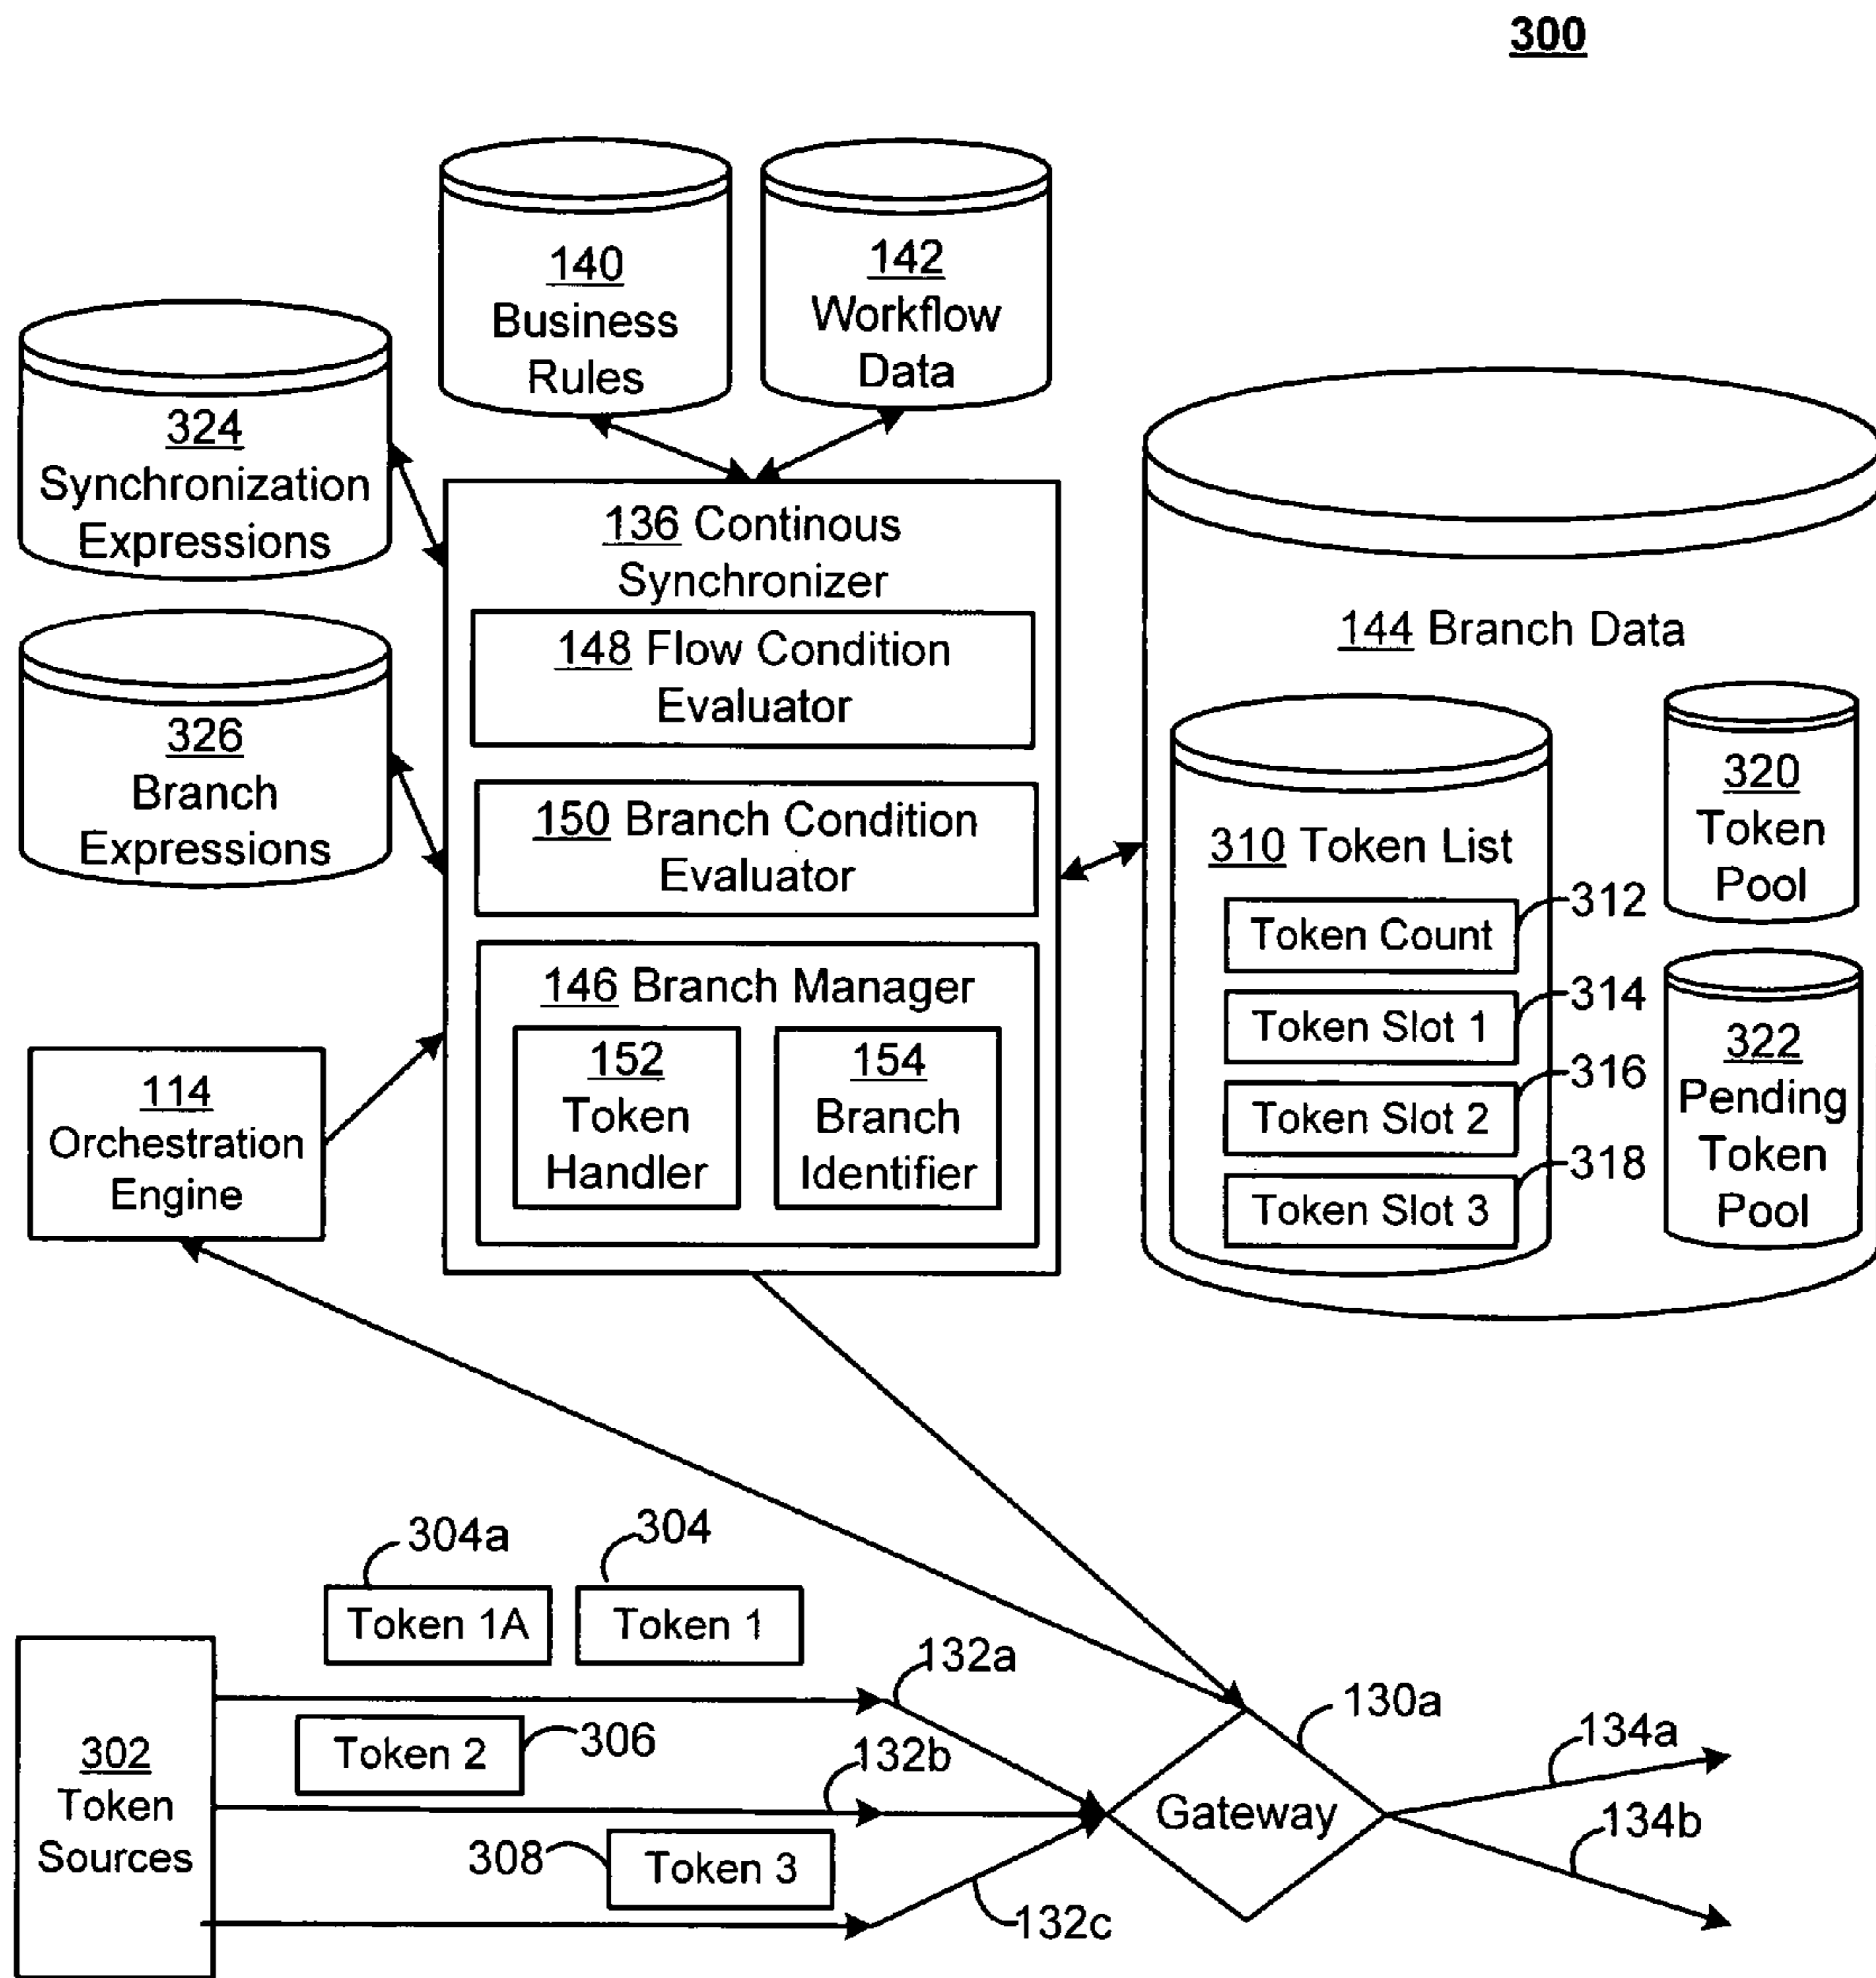 300
140
Business
Rules
142
Workflow
Data
324
Synchronization
Expressions
326
Branch
Expressions
136 Continous
Synchronizer
148 Flow Condition
Evaluator
150 Branch Condition
Evaluator
146 Branch Manager
152
Token
Handler
154
Branch
Identifier
114
Orchestration
Engine
144 Branch Data
310 Token List
Token Count
312
Token Slot 1
314
Token Slot 2
316
Token Slot 3
318
320
Token
Pool
322
Pending
Token
Pool
304a
304
Token 1A
Token 1
132a
130a
134a
302
Token
Sources
Token 2
306
132b
Gateway
134b
308
Token 3
132c